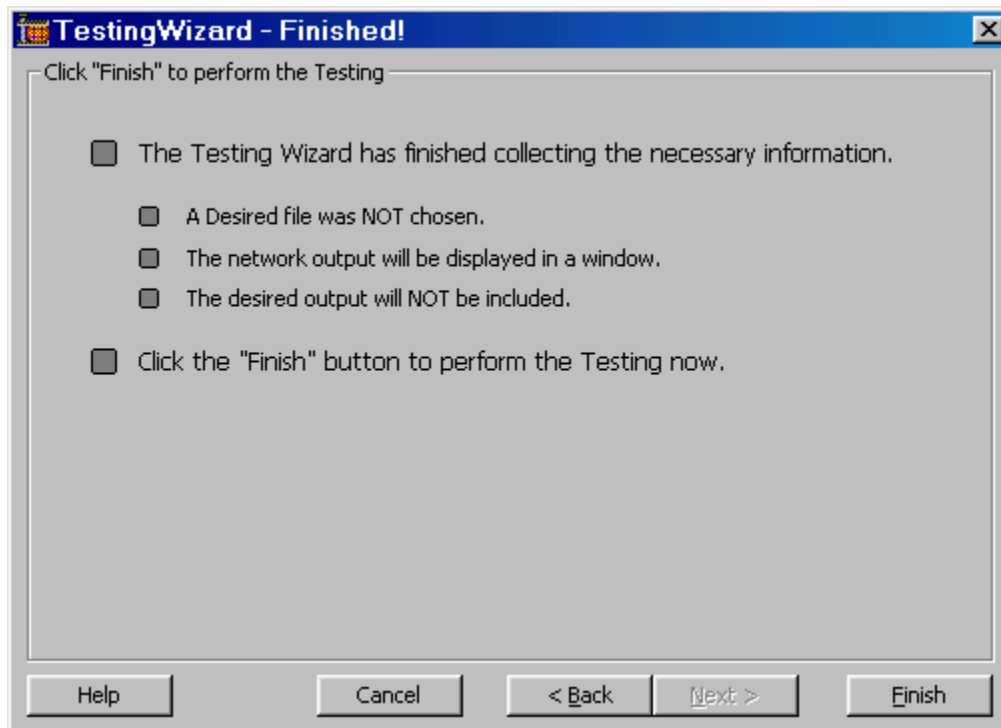 TestingWizard - Finished!
Click "Finish" to perform the Testing
The Testing Wizard has finished collecting the necessary information.
A Desired file was NOT chosen.
The network output will be displayed in a window.
The desired output will NOT be included.
Click the "Finish" button to perform the Testing now.
Help Cancel < Back Next > Finish